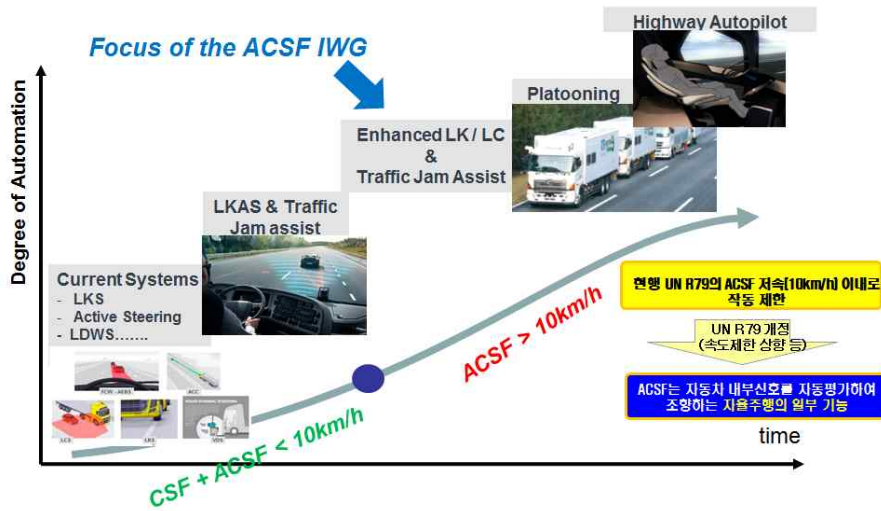 Highway Autopilot
Focus of the ACSF IWG
Platooning
Enhanced LK / LC
&
Traffic Jam Assist
LKAS & Traffic
Jam assist
Current Systems
- LKS
- Active Steering
- LDWS.......
ACC
LCS
LKS
VDS
Degree of Automation
CSF + ACSF < 10km/h
ACSF > 10km/h
현행 UN R79의 ACSF 저속(10km/h) 이내로
작동 제한
UN R79 개정
(속도제한 상향 등)
ACSF는 자동차 내부신호를 자동평가하여
조향하는 자율주행의 일부 기능
time